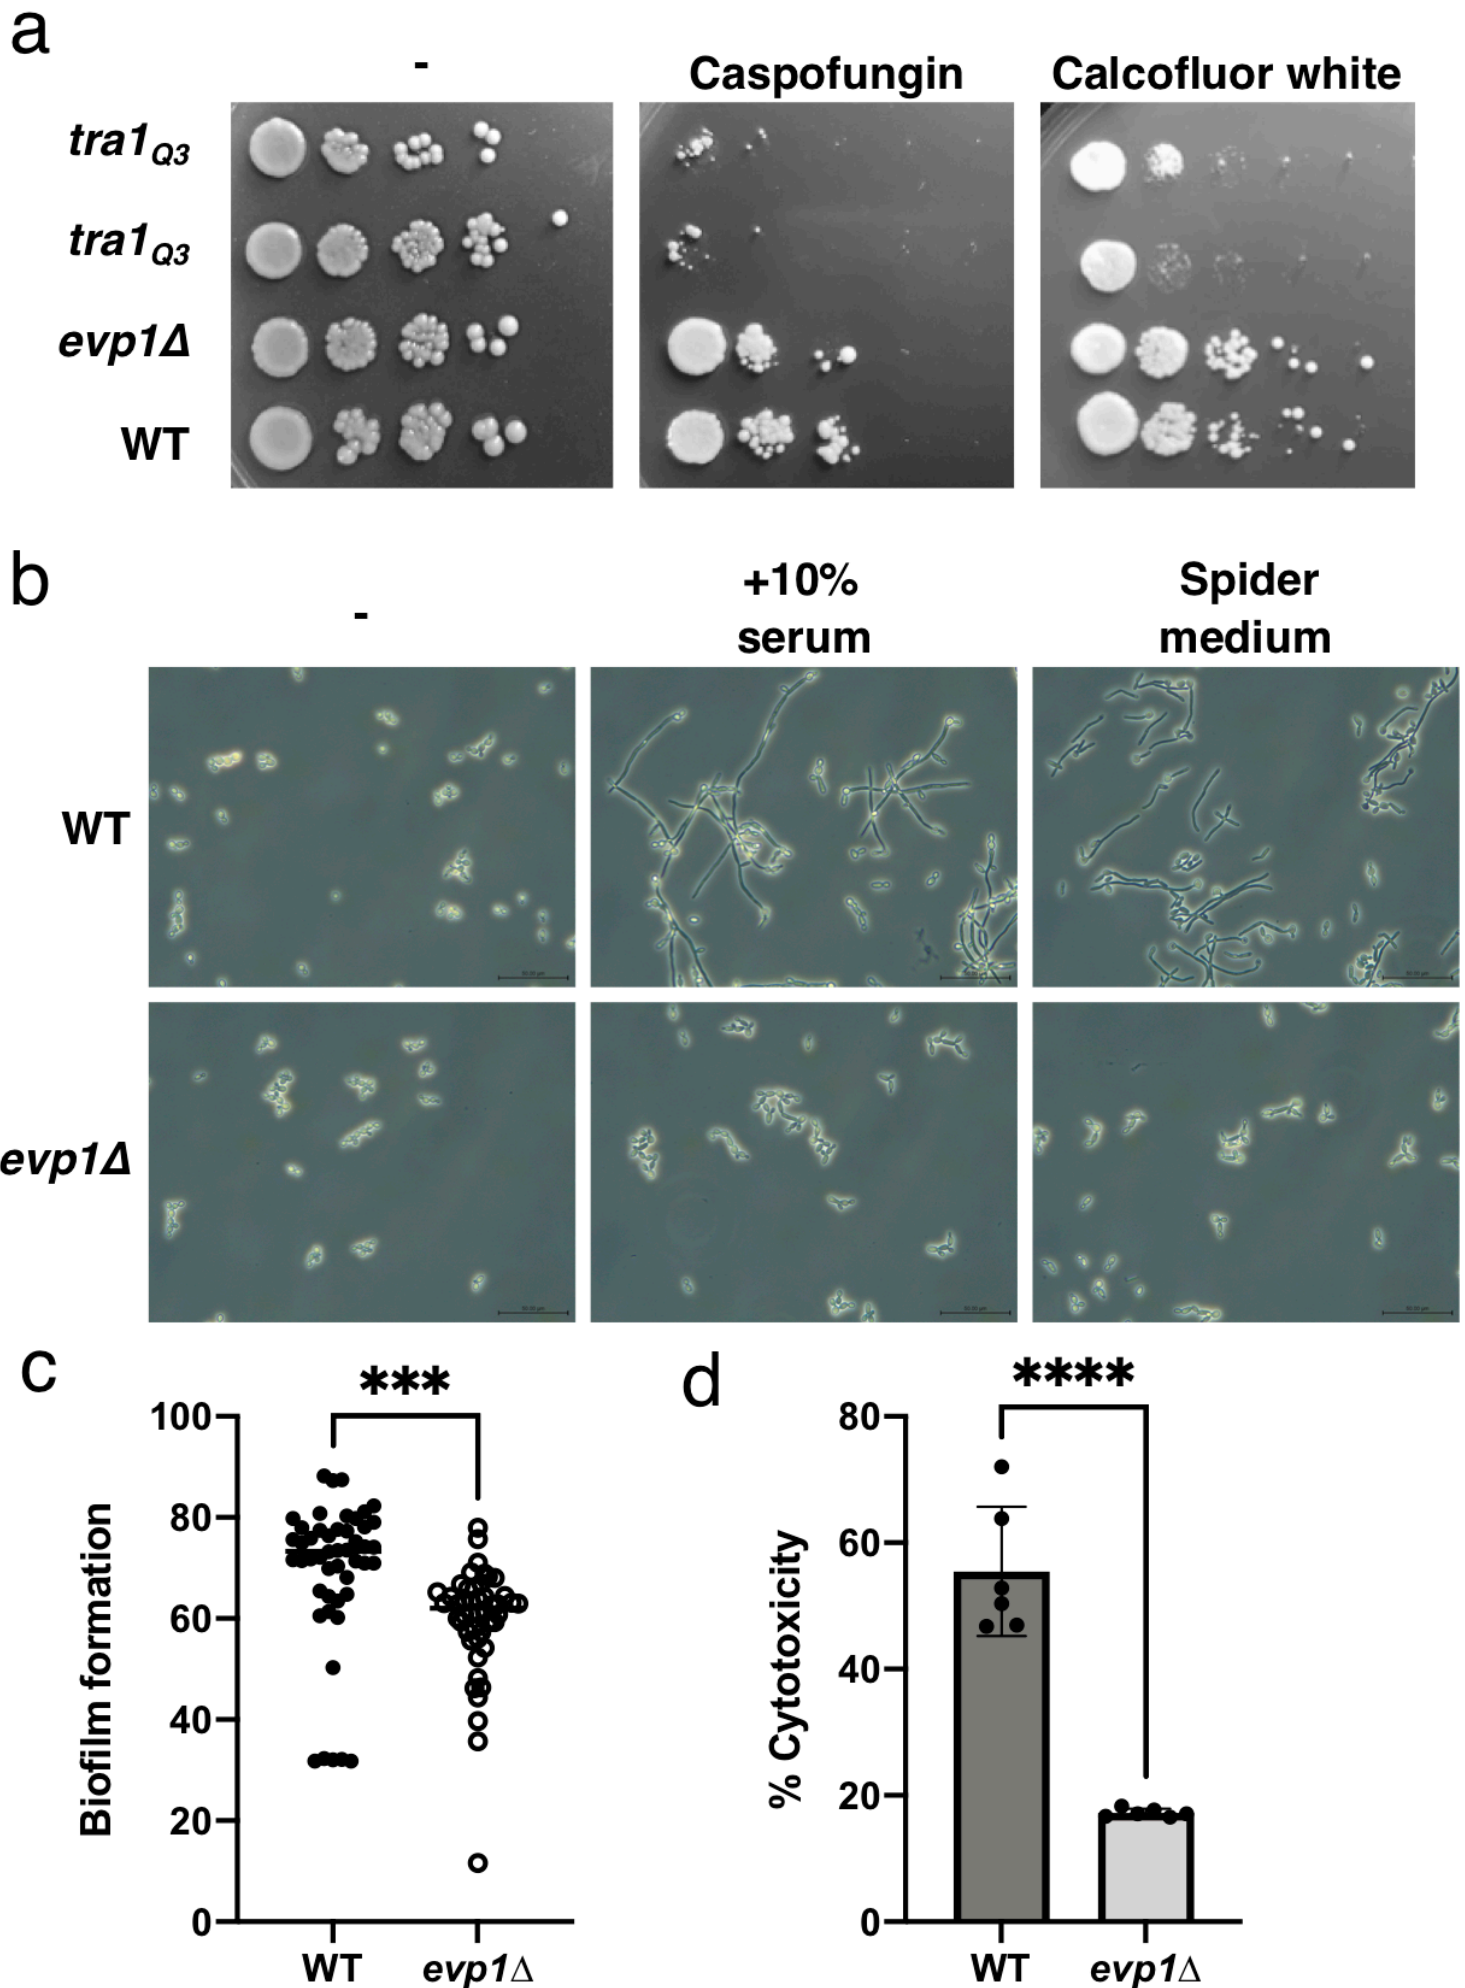 a
-
Caspofungin
Calcofluor white
tra1Q3
tra1Q3
evp1Δ
WT
b
-
+10%
serum
Spider
medium
WT
evp1Δ
c
***
100
80
60
40
20
0
Biofilm formation
WT
evp1Δ
d
****
80
60
40
20
0
% Cytotoxicity
WT
evp1Δ